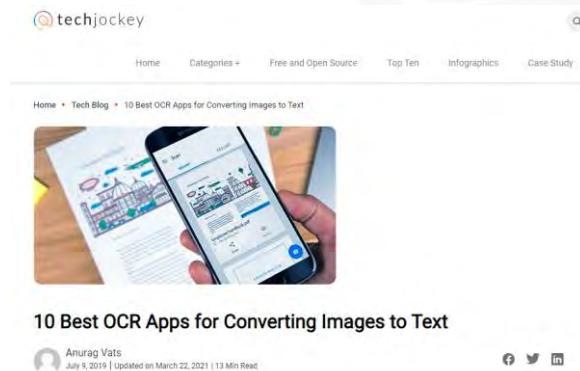 techjockey
Home Categories + Free and Open Source Top Ten Infographics Case Study
Home • Tech Blog • 10 Best OCR Apps for Converting Images to Text
10 Best OCR Apps for Converting Images to Text
Anurag Vats
July 9, 2019 | Updated on March 22, 2021 | 13 Min Read